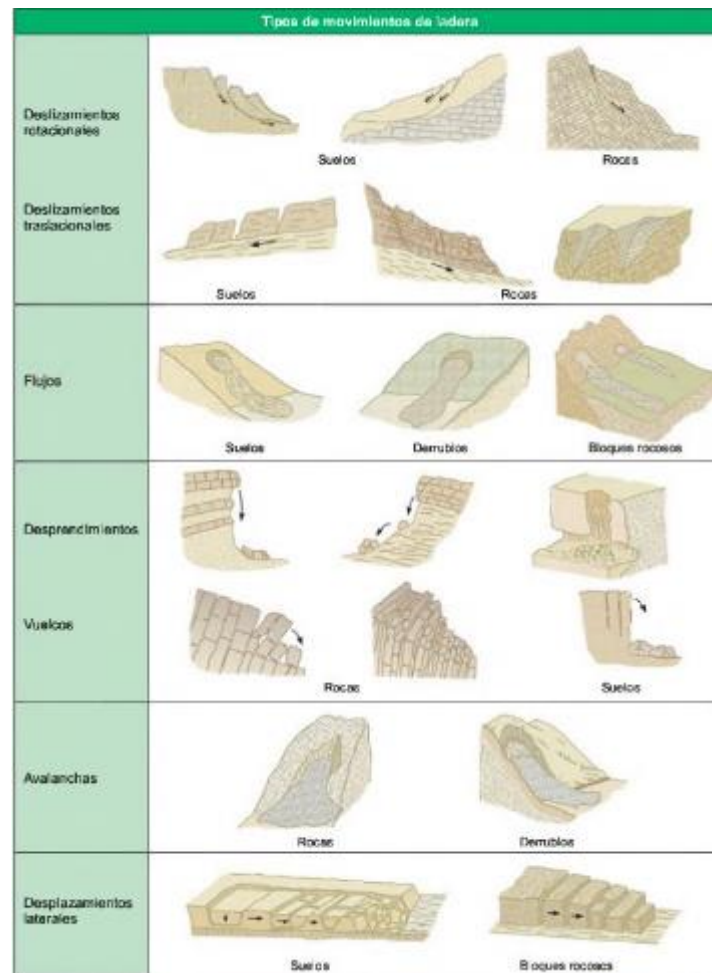 Tipos de movimientos de ladera
Deslizamientos
rotacionales
Suelos
Rocas
Deslizamientos
traslacionales
Suelos
Rocas
Flujos
Suelos
Derrubios
Bloques rocosos
Desprendimientos
Vuelcos
Rocas
Suelos
Avalanchas
Rocas
Derrubios
Desplazamientos
laterales
Suelos
Bloques rocosos